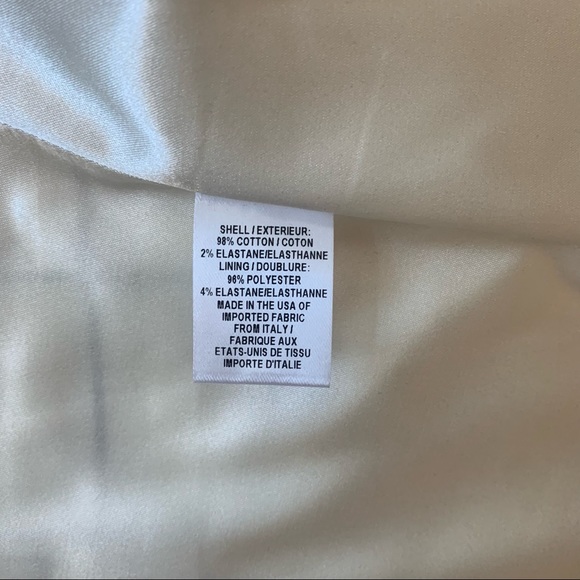 SHELL / EXTERIEUR:
98% COTTON / COTON
2% ELASTANE/ELASTHANNE
LINING / DOUBLURE:
96% POLYESTER
4% ELASTANE/ELASTHANNE
MADE IN THE USA OF
IMPORTED FABRIC
FROM ITALY /
FABRIQUE AUX
ETATS-UNIS DE TISSU
IMPORTE D'ITALIE